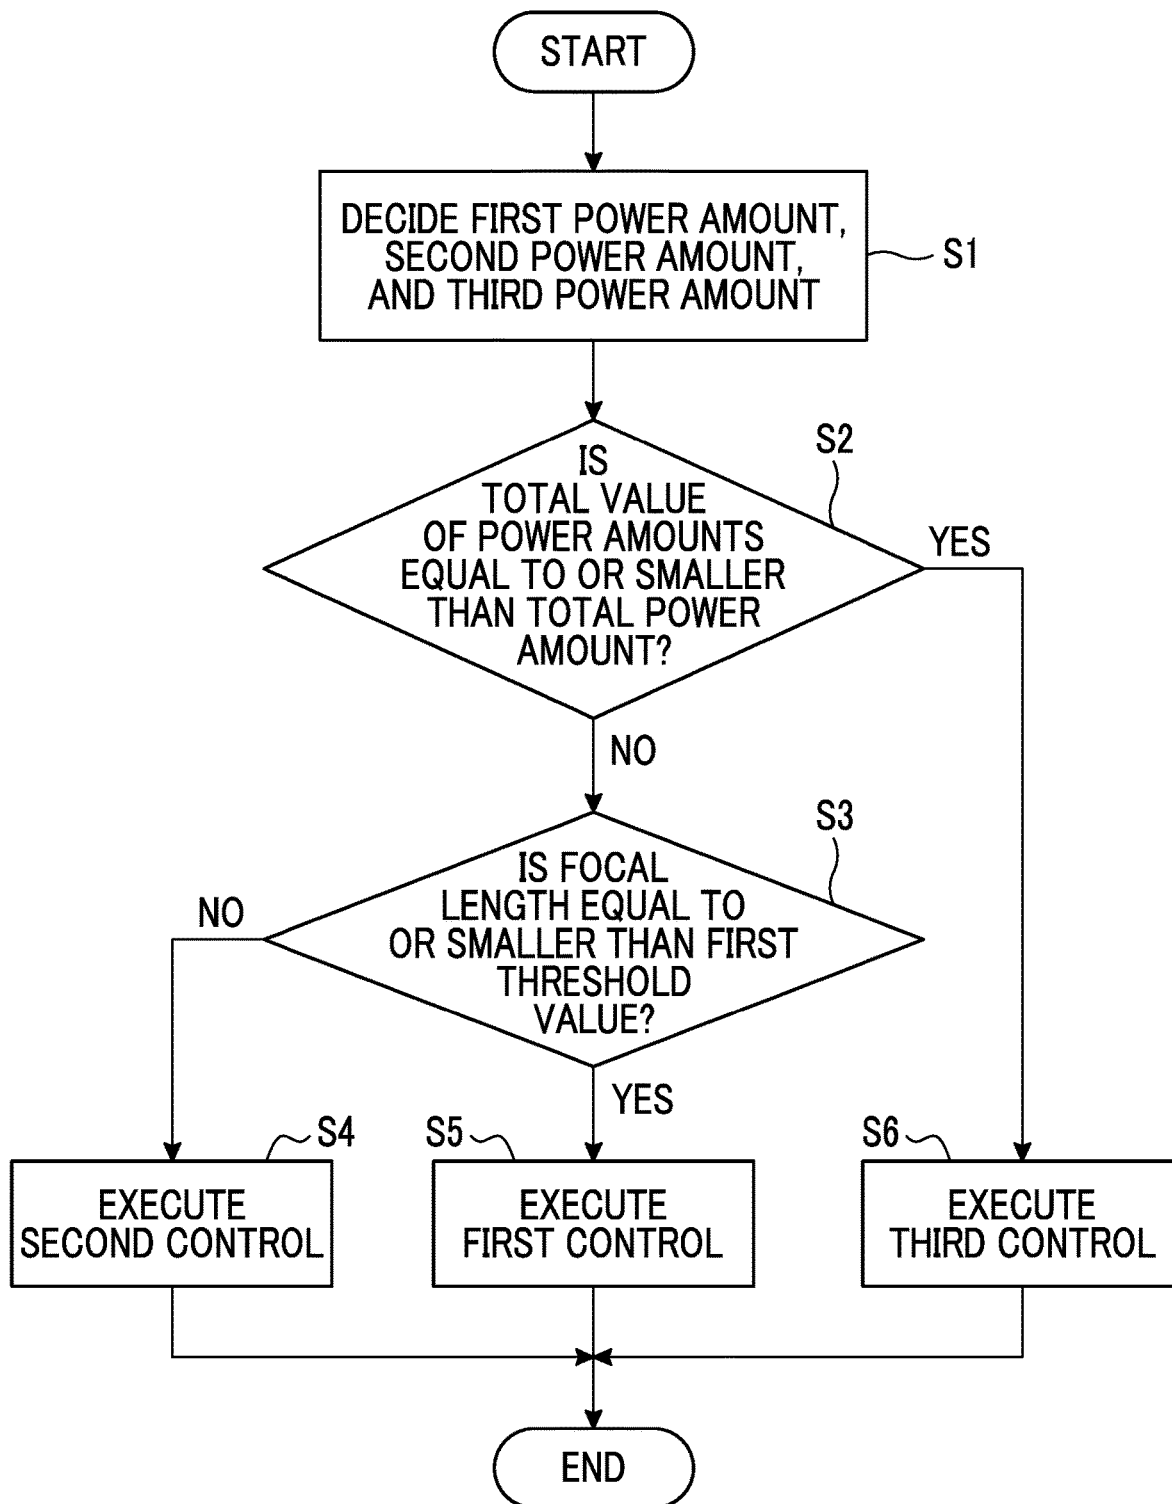 START
DECIDE FIRST POWER AMOUNT,
SECOND POWER AMOUNT,
AND THIRD POWER AMOUNT
S1
S2
IS
TOTAL VALUE
OF POWER AMOUNTS
EQUAL TO OR SMALLER
THAN TOTAL POWER
AMOUNT?
YES
NO
S3
IS FOCAL
LENGTH EQUAL TO
OR SMALLER THAN FIRST
THRESHOLD
VALUE?
NO
YES
S4
EXECUTE
SECOND CONTROL
S5
EXECUTE
FIRST CONTROL
S6
EXECUTE
THIRD CONTROL
END